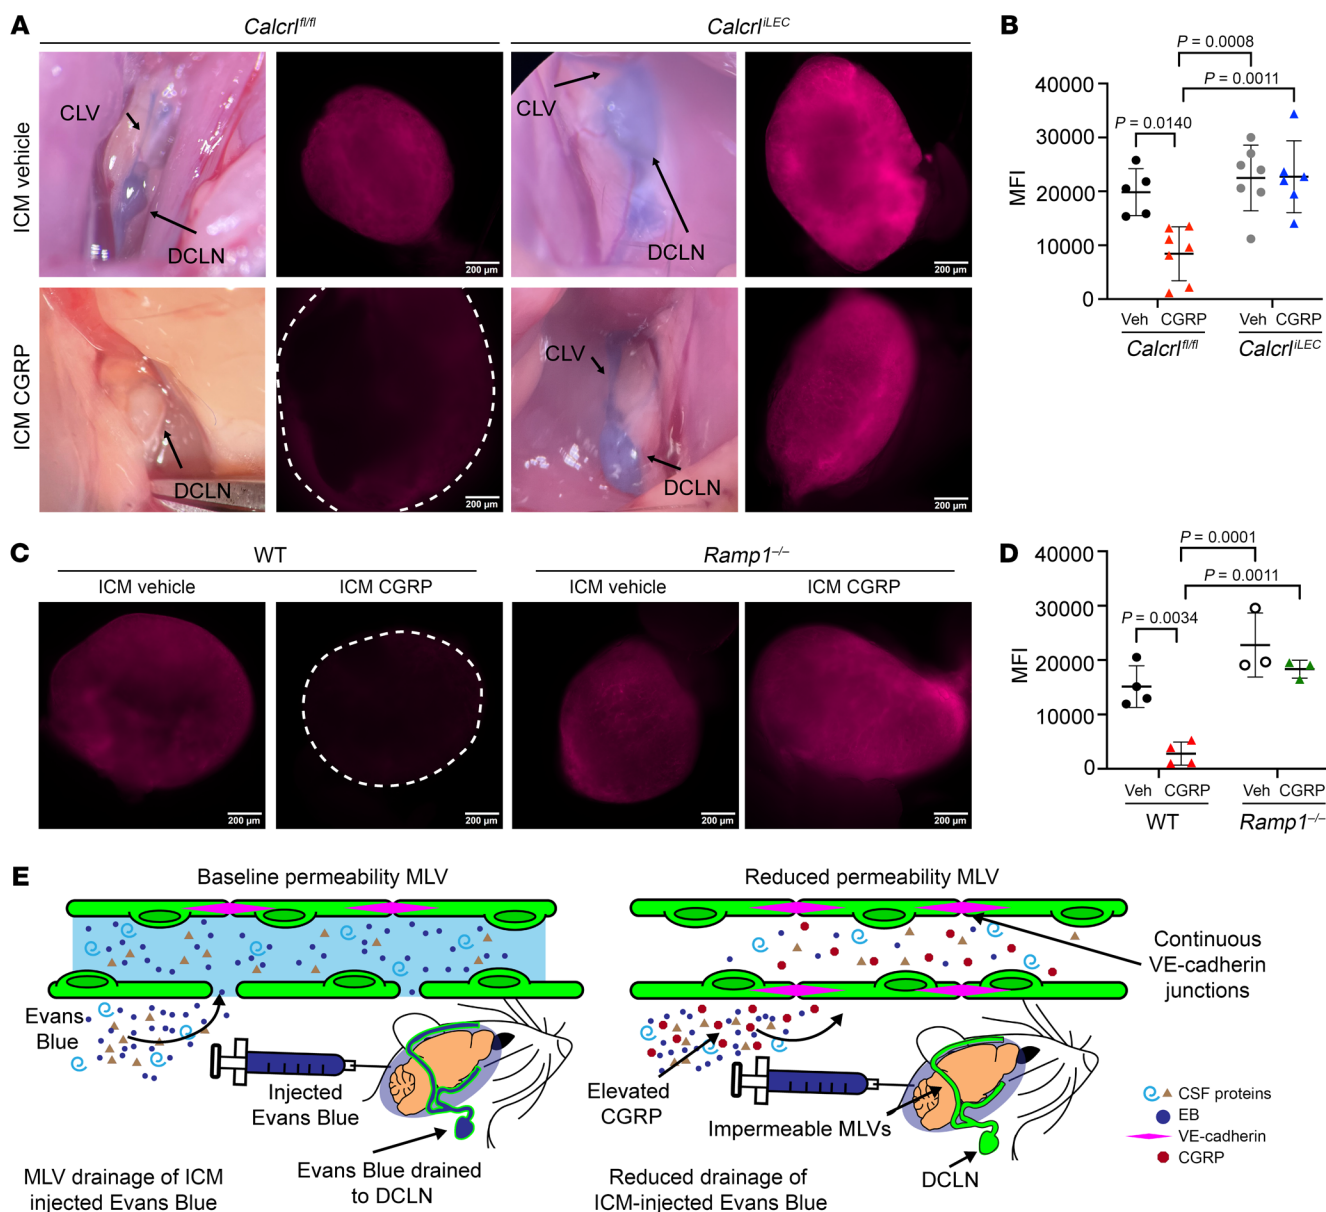 A
Calcrl^fl/fl
Calcrl^iLEC
ICM vehicle
CLV
DCLN
200 μm
CLV
DCLN
200 μm
ICM CGRP
DCLN
200 μm
CLV
DCLN
200 μm
B
P = 0.0008
P = 0.0011
P = 0.0140
MFI
40000
30000
20000
10000
0
Veh CGRP
Veh CGRP
Calcrl^fl/fl
Calcrl^iLEC
C
WT
Ramp1^–/–
ICM vehicle
ICM CGRP
ICM vehicle
ICM CGRP
200 μm
200 μm
200 μm
200 μm
D
P = 0.0001
P = 0.0011
P = 0.0034
MFI
40000
30000
20000
10000
0
Veh CGRP
Veh CGRP
WT
Ramp1^–/–
E
Baseline permeability MLV
Evans
Blue
Injected
Evans Blue
MLV drainage of ICM
injected Evans Blue
Evans Blue drained
to DCLN
Reduced permeability MLV
Continuous
VE-cadherin
junctions
Elevated
CGRP
Impermeable MLVs
Reduced drainage of
ICM-injected Evans Blue
DCLN
CSF proteins
EB
VE-cadherin
CGRP